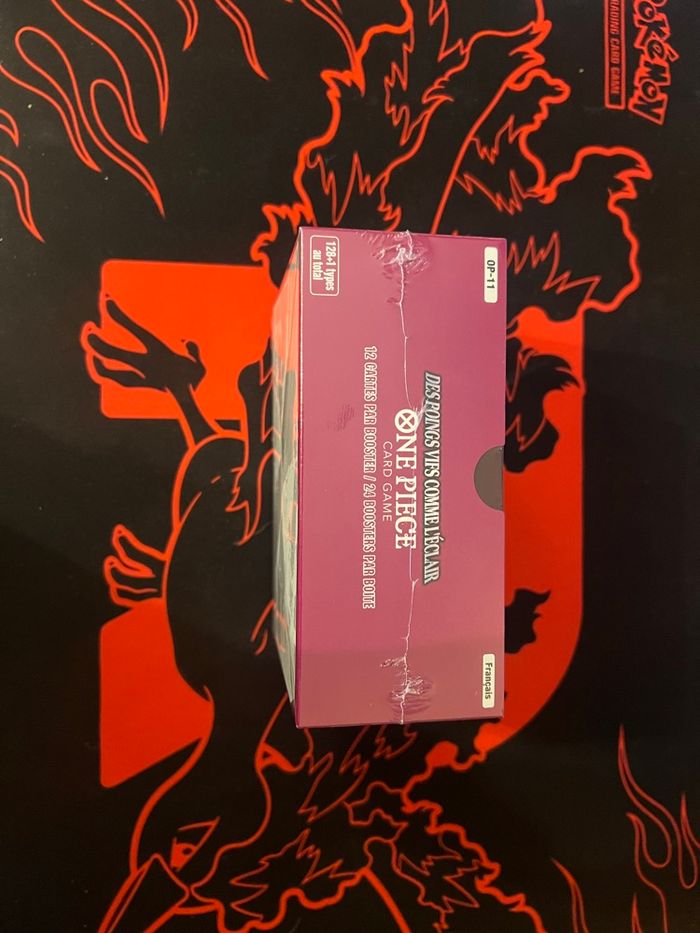 POKÉMON
TRADING CARD GAME
OP-11
Français
DES POINGS VIFS COMME L'ÉCLAIR
ONE PIECE
CARD GAME
12 CARTES PAR BOOSTER / 24 BOOSTERS PAR BOITE
128+1 types
au total